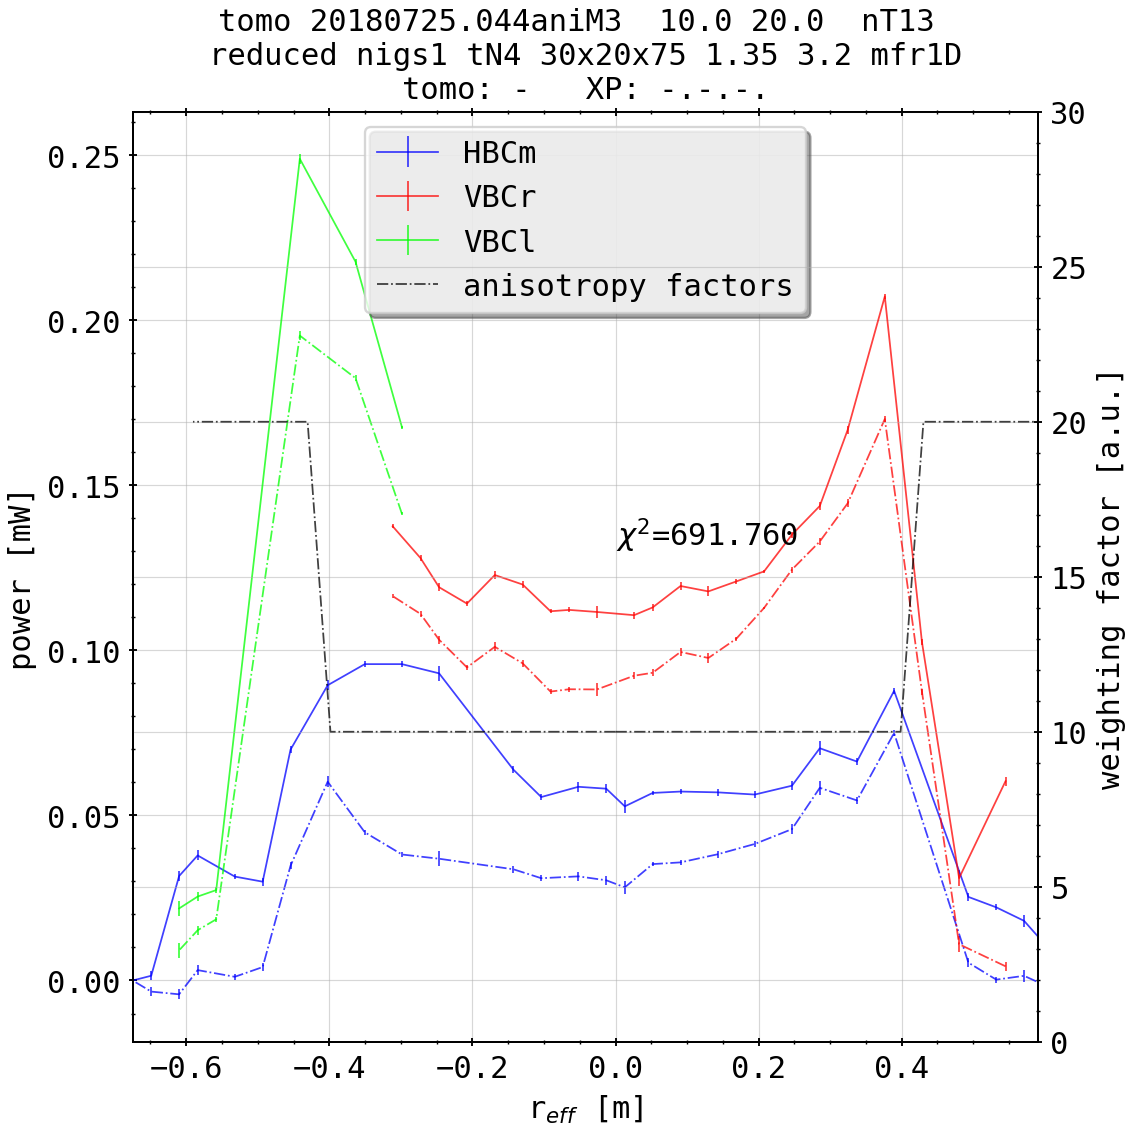 tomo 20180725.044aniM3  10.0 20.0  nT13
reduced nigs1 tN4 30x20x75 1.35 3.2 mfr1D
tomo: -   XP: -.-.-.
HBCm
VBCr
VBCl
anisotropy factors
χ²=691.760
power [mW]
0.25
0.20
0.15
0.10
0.05
0.00
30
25
20
15
10
5
0
weighting factor [a.u.]
−0.6 −0.4 −0.2 0.0 0.2 0.4
r_eff [m]